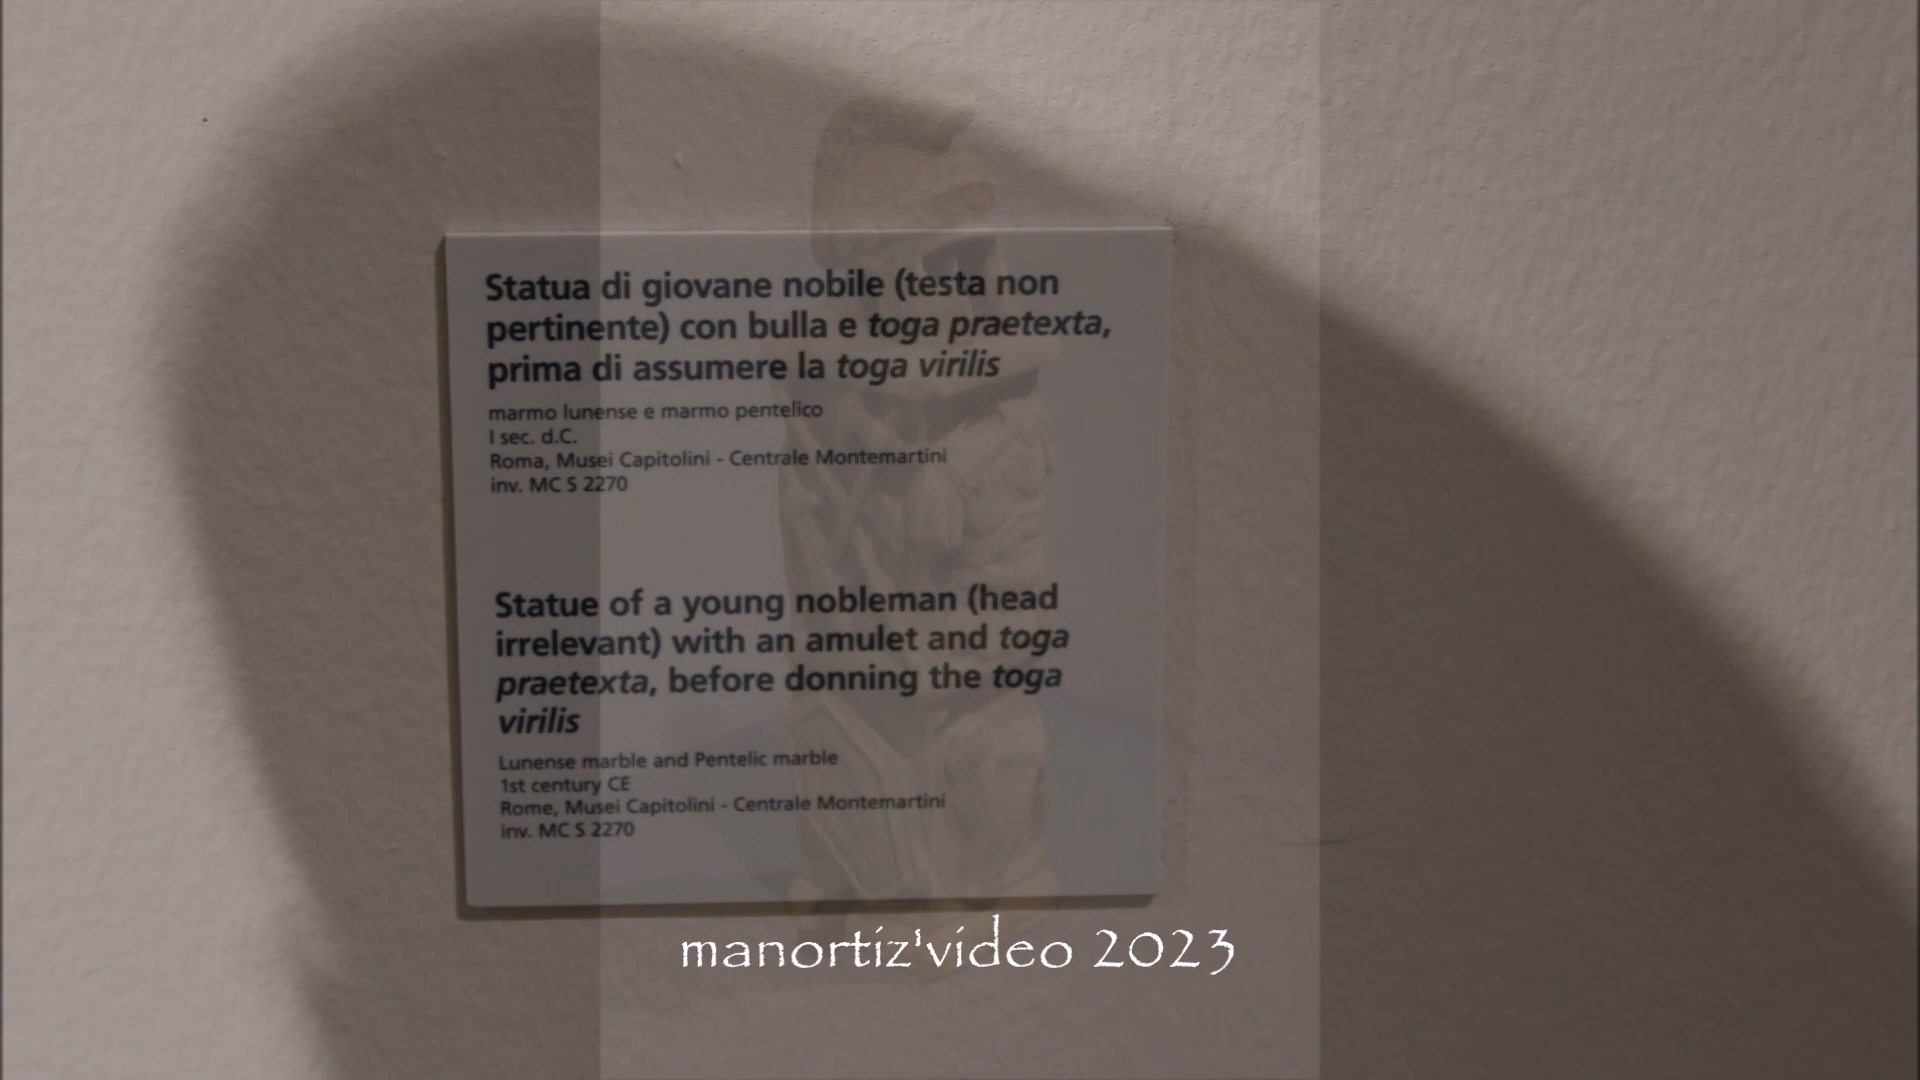 Statua di giovane nobile (testa non
pertinente) con bulla e toga praetexta,
prima di assumere la toga virilis
marmo lunense e marmo pentelico
I sec. d.C.
Roma, Musei Capitolini - Centrale Montemartini
inv. MC S 2270
Statue of a young nobleman (head
irrelevant) with an amulet and toga
praetexta, before donning the toga
virilis
Lunense marble and Pentelic marble
1st century CE
Rome, Musei Capitolini - Centrale Montemartini
inv. MC S 2270
manortiz'video 2023